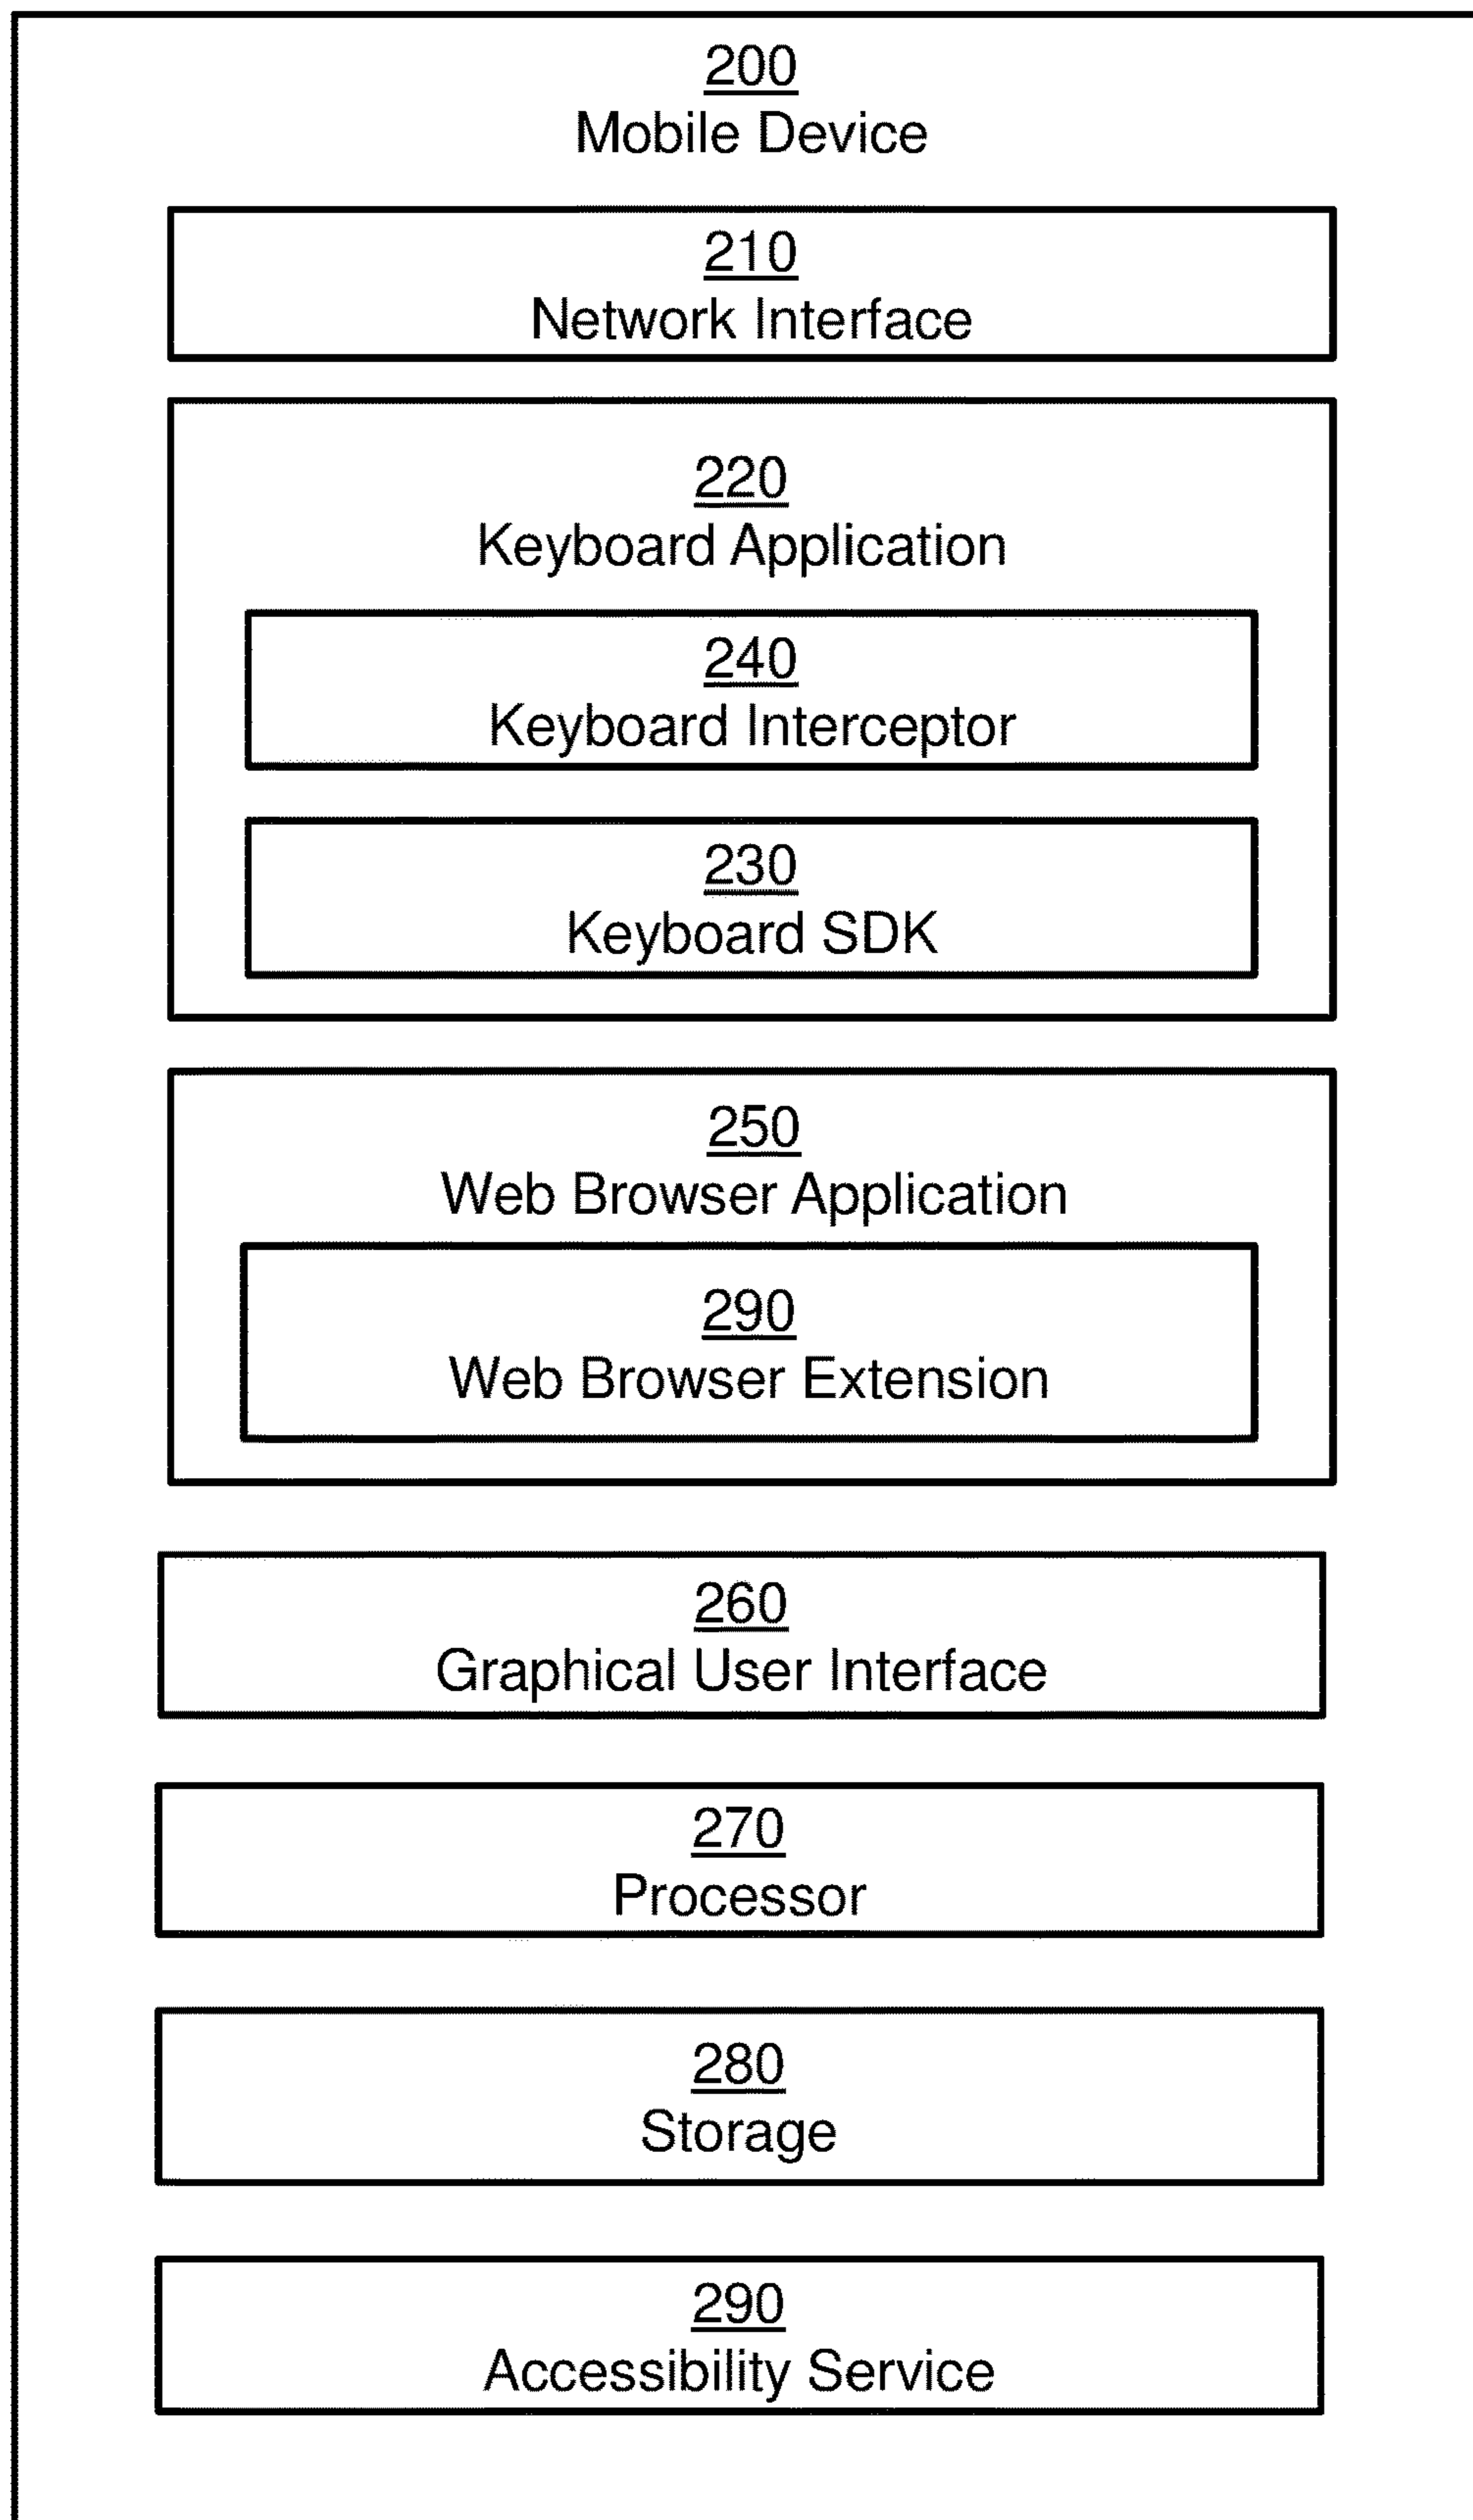 200
Mobile Device
210
Network Interface
220
Keyboard Application
240
Keyboard Interceptor
230
Keyboard SDK
250
Web Browser Application
290
Web Browser Extension
260
Graphical User Interface
270
Processor
280
Storage
290
Accessibility Service